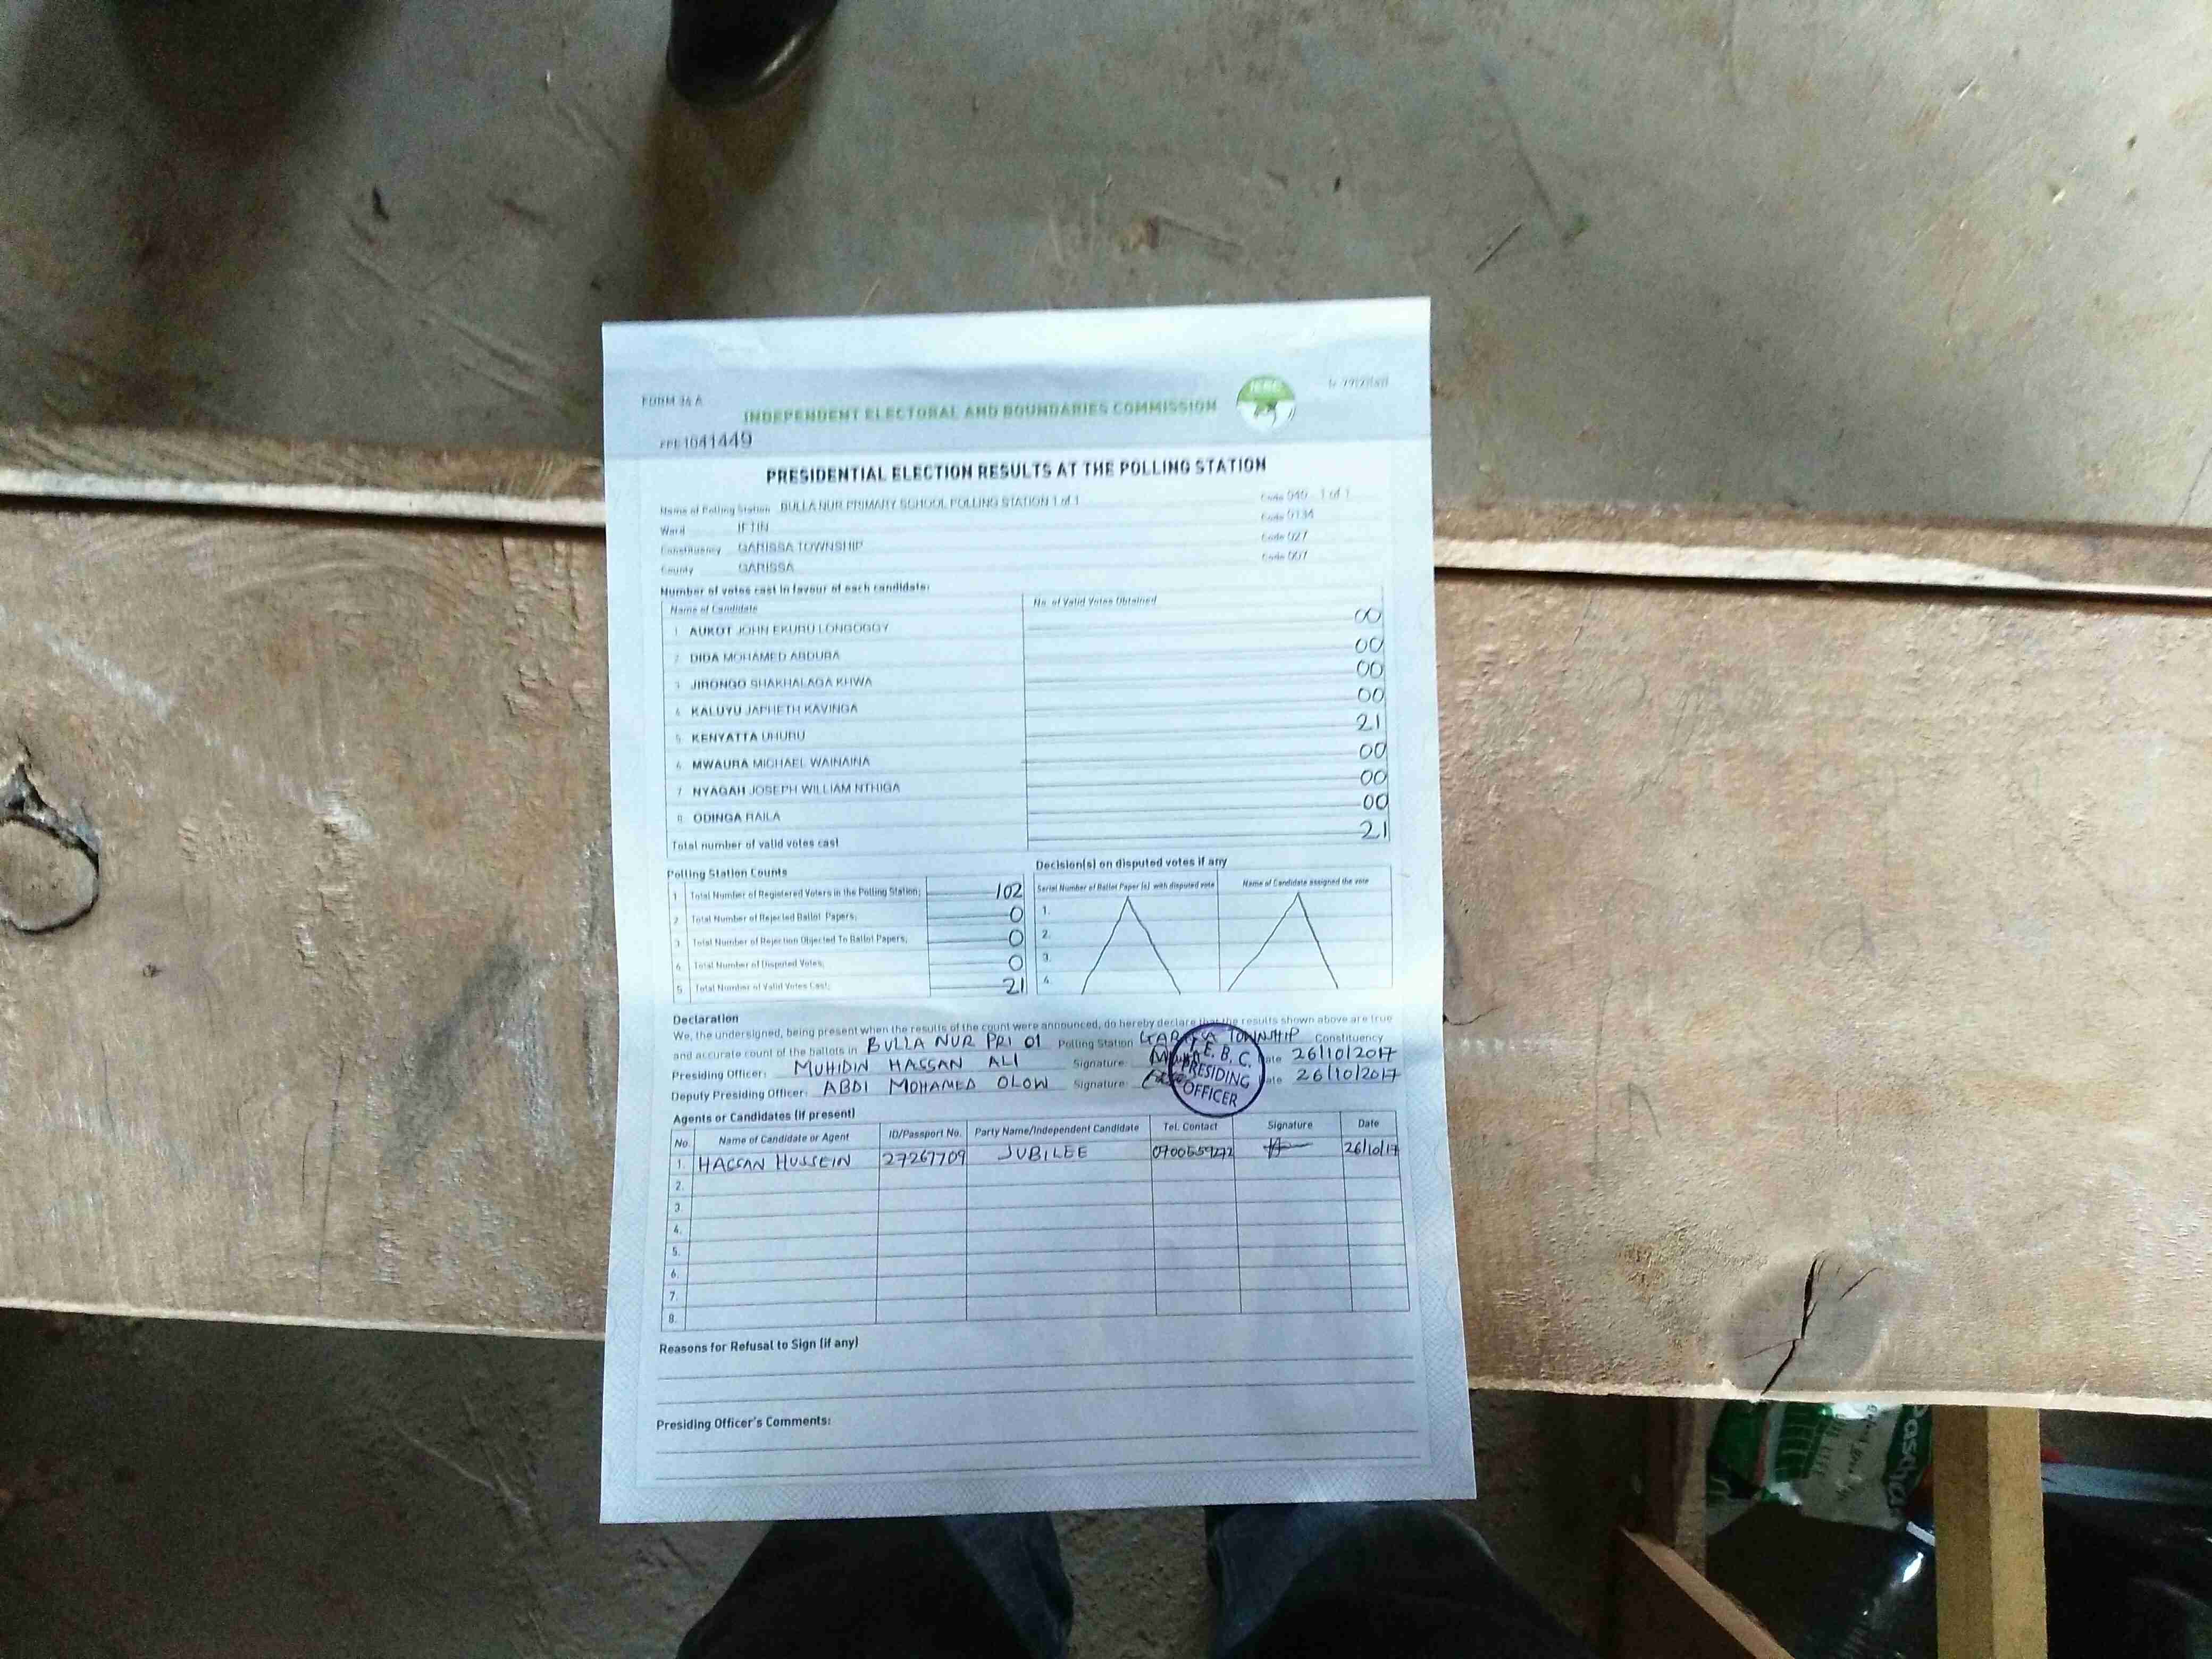 FORM 34 A
INDEPENDENT ELECTORAL AND BOUNDARIES COMMISSION
IEBC
1041449
PRESIDENTIAL ELECTION RESULTS AT THE POLLING STATION
Name of Polling Station BULLA NUR PRIMARY SCHOOL POLLING STATION 1 of 1 Code 040 1 of 1
Ward IFTIN Code 0134
Constituency GARISSA TOWNSHIP Code 027
County GARISSA Code 007
Number of votes cast in favour of each candidate:
Name of Candidate No. of Valid Votes Obtained
1. AUKOT JOHN EKURU LONGOGGY 00
2. DIDA MOHAMED ABDUBA 00
3. JIRONGO SHAKHALAGA KHWA 00
4. KALUYU JAPHETH KAVINGA 00
5. KENYATTA UHURU 21
6. MWAURA MICHAEL WAINAINA 00
7. NYAGAH JOSEPH WILLIAM NTHIGA 00
8. ODINGA RAILA 00
Total number of valid votes cast 21
Polling Station Counts
1. Total Number of Registered Voters in the Polling Station; 102
2. Total Number of Rejected Ballot Papers; 0
3. Total Number of Rejection Objected To Ballot Papers; 0
4. Total Number of Disputed Votes; 0
5. Total Number of Valid Votes Cast; 21
Decision(s) on disputed votes if any
Serial Number of Ballot Paper (s) with disputed vote Name of Candidate assigned the vote
1.
2.
3.
4.
Declaration
We, the undersigned, being present when the results of the count were announced, do hereby declare that the results shown above are true
and accurate count of the ballots in BULLA NUR PRI 01 Polling Station GARISSA TOWNSHIP Constituency
Presiding Officer: MUHIDIN HASSAN ALI Signature: Date 26/10/2017
Deputy Presiding Officer: ABDI MOHAMED OLOW Signature: Date 26/10/2017
I.E.B.C.
PRESIDING
OFFICER
Agents or Candidates (if present)
No. Name of Candidate or Agent ID/Passport No. Party Name/Independent Candidate Tel. Contact Signature Date
1. HASSAN HUSSEIN 27267709 JUBILEE 26/10/17
2.
3.
4.
5.
6.
7.
8.
Reasons for Refusal to Sign (if any)
Presiding Officer's Comments: